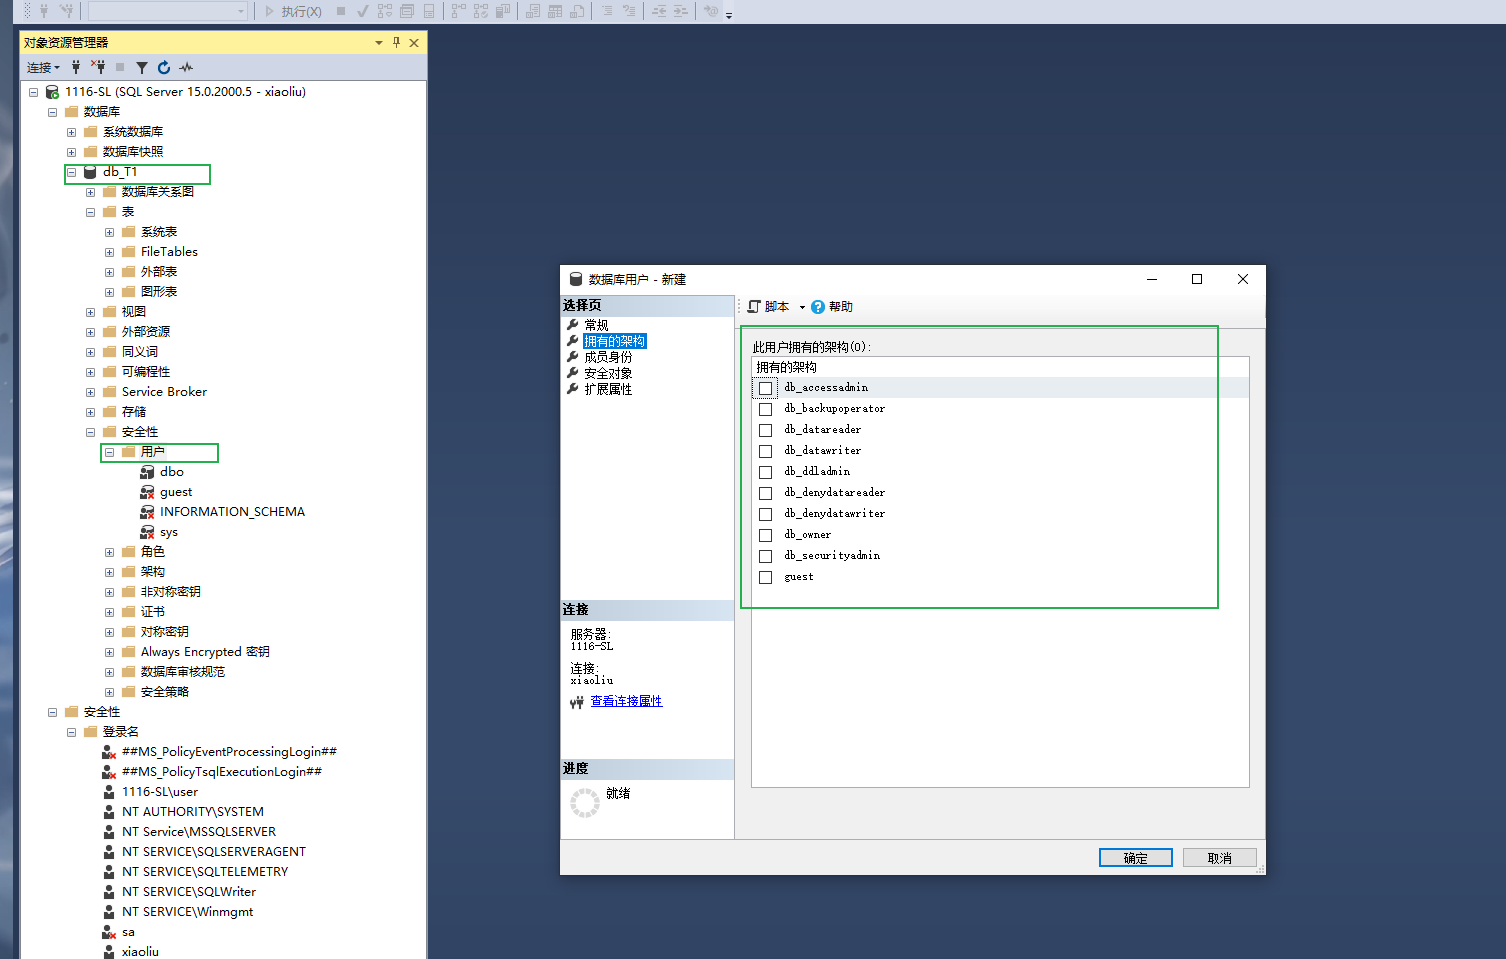 执行(X)
对象资源管理器
连接
1116-SL (SQL Server 15.0.2000.5 - xiaoliu)
数据库
系统数据库
数据库快照
db_T1
数据库关系图
表
系统表
FileTables
外部表
图形表
视图
外部资源
同义词
可编程性
Service Broker
存储
安全性
用户
dbo
guest
INFORMATION_SCHEMA
sys
角色
架构
非对称密钥
证书
对称密钥
Always Encrypted 密钥
数据库审核规范
安全策略
安全性
登录名
##MS_PolicyEventProcessingLogin##
##MS_PolicyTsqlExecutionLogin##
1116-SL\user
NT AUTHORITY\SYSTEM
NT Service\MSSQLSERVER
NT SERVICE\SQLSERVERAGENT
NT SERVICE\SQLTELEMETRY
NT SERVICE\SQLWriter
NT SERVICE\Winmgmt
sa
xiaoliu
数据库用户 - 新建
选择页
常规
拥有的架构
成员身份
安全对象
扩展属性
连接
服务器:
1116-SL
连接:
xiaoliu
查看连接属性
进度
就绪
脚本 帮助
此用户拥有的架构(O):
拥有的架构
db_accessadmin
db_backupoperator
db_datareader
db_datawriter
db_ddladmin
db_denydatareader
db_denydatawriter
db_owner
db_securityadmin
guest
确定 取消